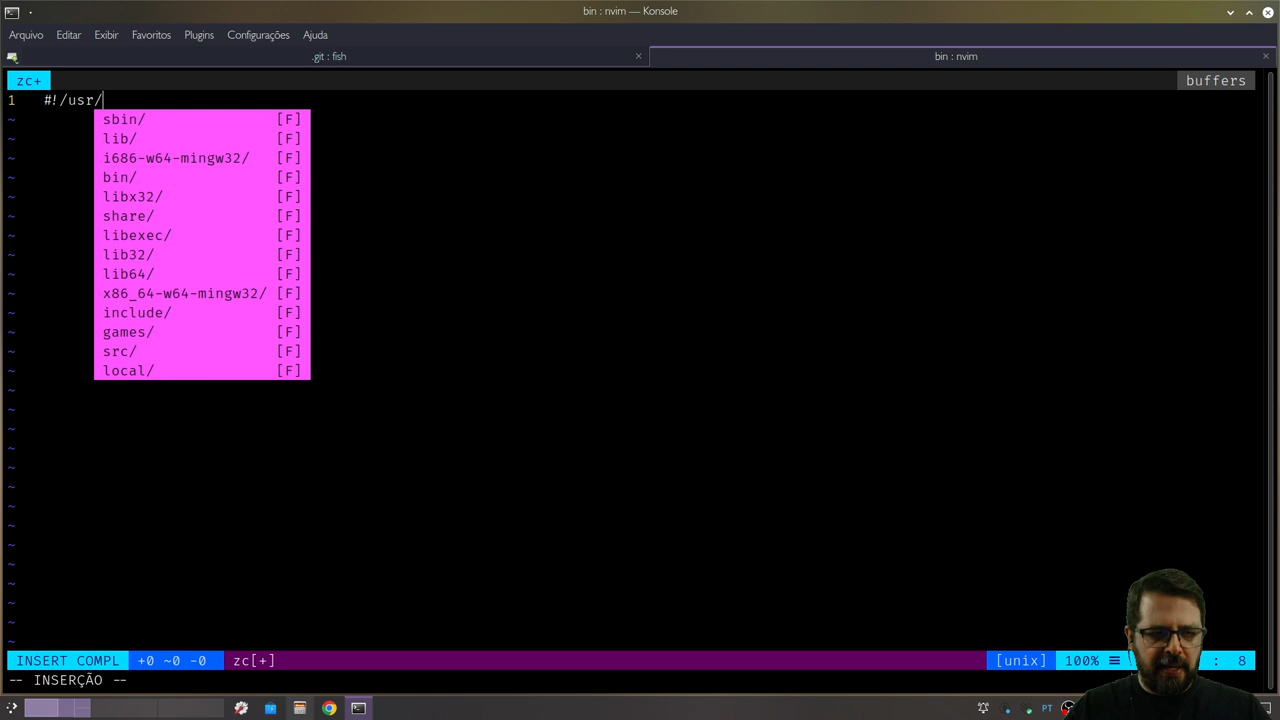 bin : nvim — Konsole
Arquivo Editar Exibir Favoritos Plugins Configurações Ajuda
.git : fish
bin : nvim
zc+ buffers
1 #!/usr/
~ sbin/ [F]
~ lib/ [F]
~ i686-w64-mingw32/ [F]
~ bin/ [F]
~ libx32/ [F]
~ share/ [F]
~ libexec/ [F]
~ lib32/ [F]
~ lib64/ [F]
~ x86_64-w64-mingw32/ [F]
~ include/ [F]
~ games/ [F]
~ src/ [F]
~ local/ [F]
~
~
~
~
~
~
~
~
~
~
~
~
~
~
INSERT COMPL +0 ~0 -0 zc[+] [unix] 100% ☰ : 8
-- INSERÇÃO --
PT